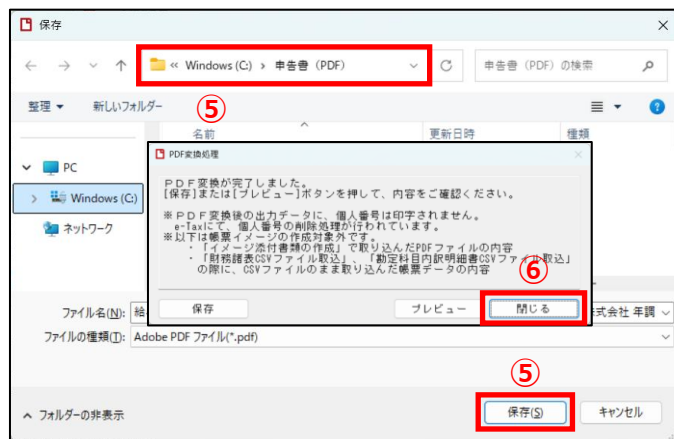 保存
« Windows (C:) › 申告書（PDF）
申告書（PDF）の検索
整理
新しいフォルダー
⑤
名前
更新日時
種類
PC
Windows (C:)
ネットワーク
PDF変換処理
ＰＤＦ変換が完了しました。
[保存]または[プレビュー]ボタンを押して、内容をご確認ください。
※ＰＤＦ変換後の出力データに、個人番号は印字されません。
e-Taxにて、個人番号の削除処理が行われています。
※以下は帳票イメージの作成対象外です。
・「イメージ添付書類の作成」で取り込んだPDFファイルの内容
・「財務諸表CSVファイル取込」、「勘定科目内訳明細書CSVファイル取込」
の際に、CSVファイルのまま取り込んだ帳票データの内容
⑥
保存
プレビュー
閉じる
ファイル名(N):
給
式会社 年調
ファイルの種類(T):
Adobe PDF ファイル(*.pdf)
⑤
フォルダーの非表示
保存(S)
キャンセル